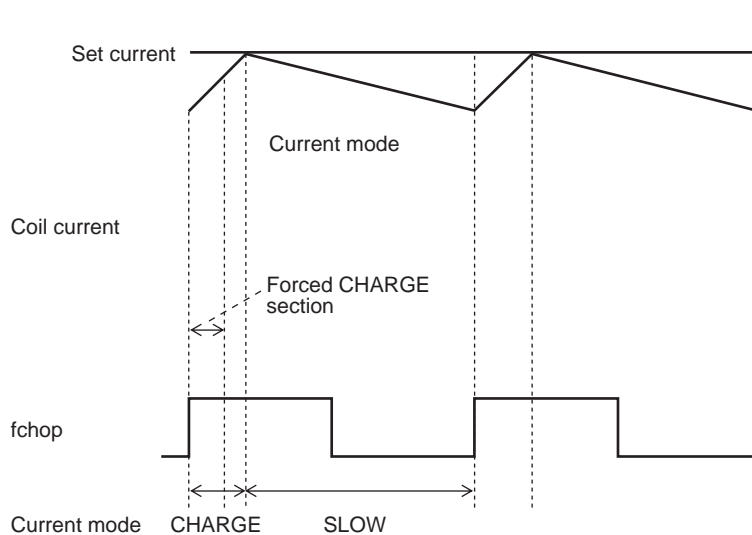 Set current
Current mode
Coil current
Forced CHARGE
section
fchop
Current mode CHARGE SLOW